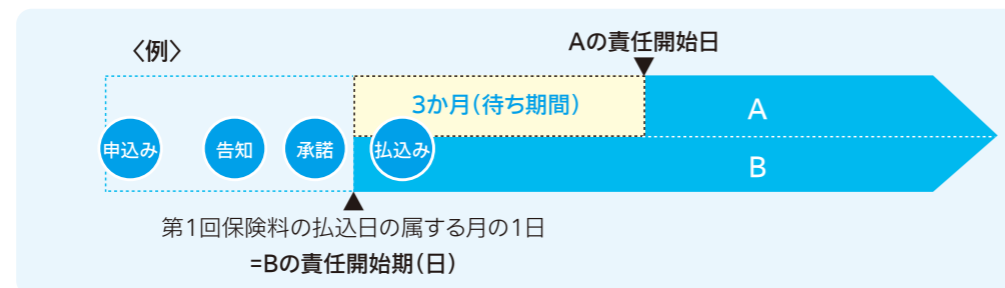 〈例〉
Aの責任開始日
3か月（待ち期間）
A
申込み
告知
承諾
払込み
B
第1回保険料の払込日の属する月の1日
=Bの責任開始期（日）